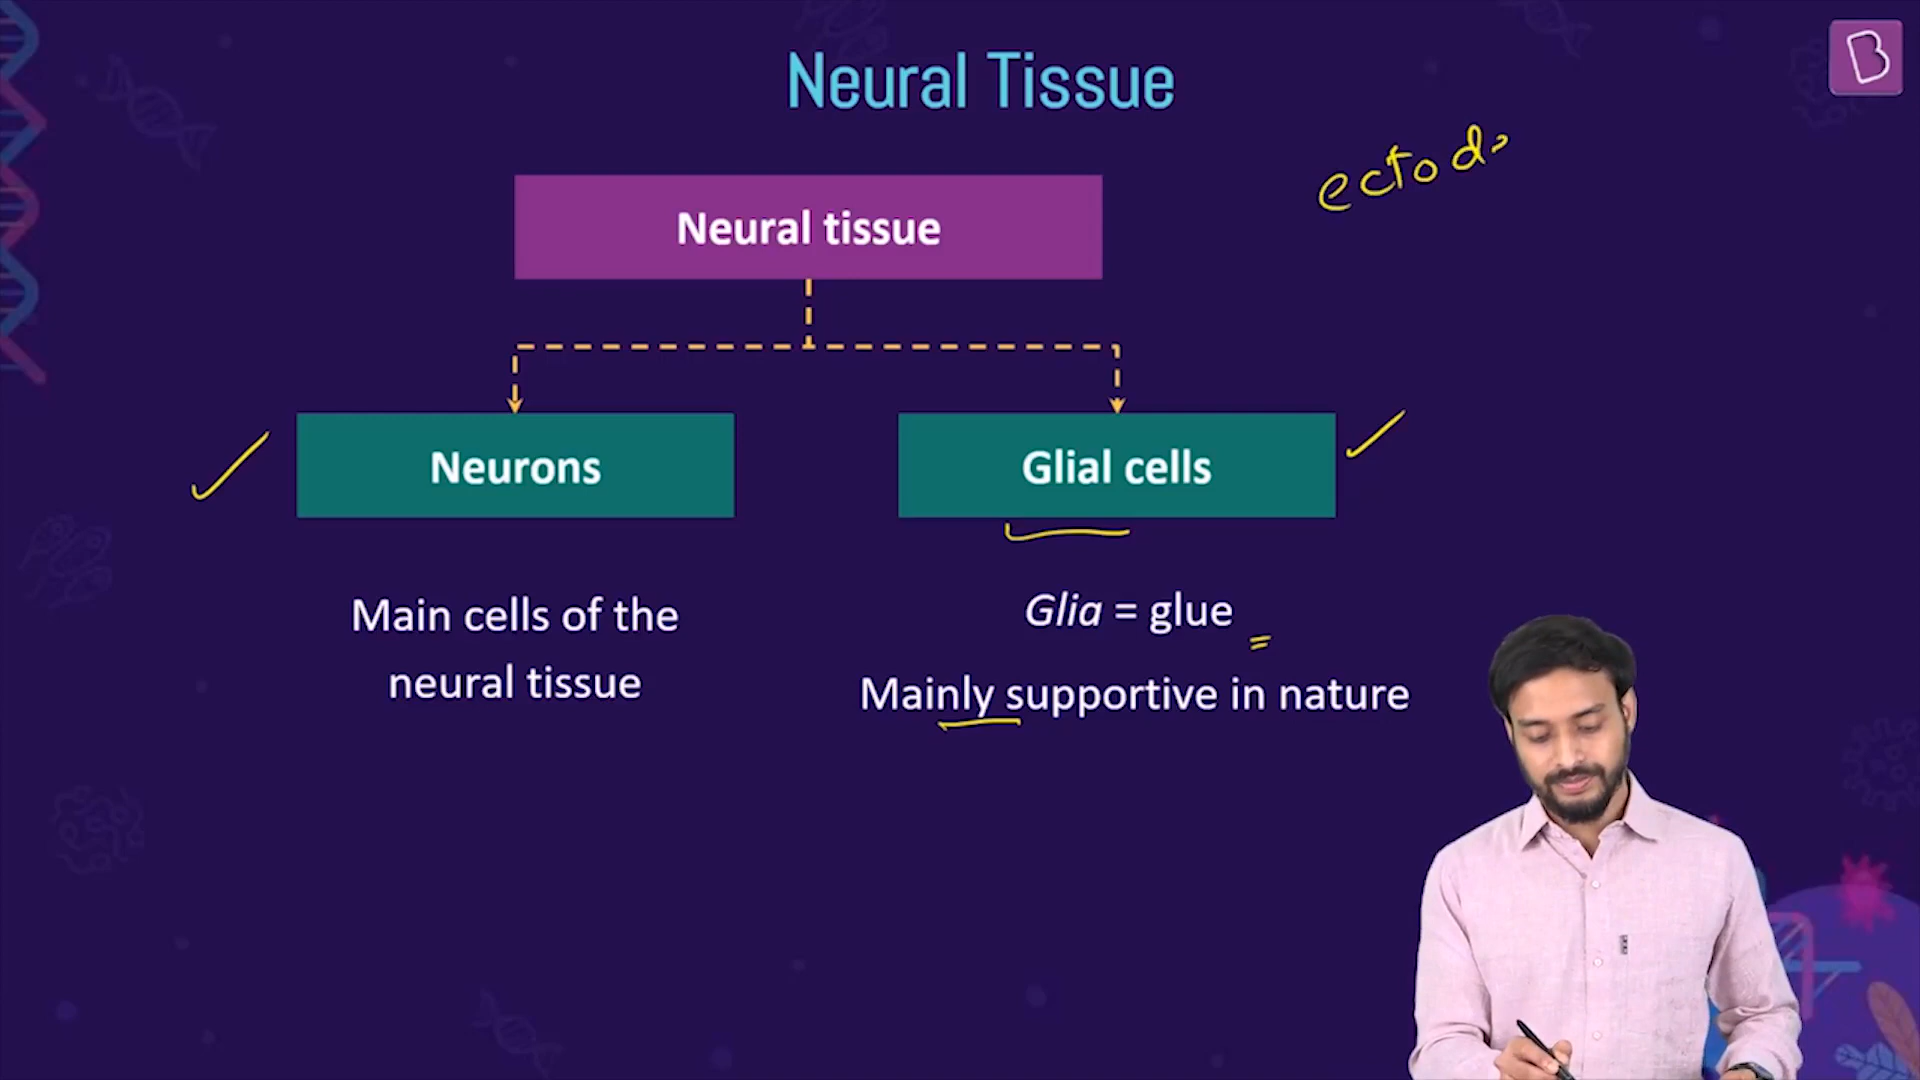 Neural Tissue
B
ectod
Neural tissue
Neurons
Glial cells
Main cells of the
neural tissue
Glia = glue
=
Mainly supportive in nature